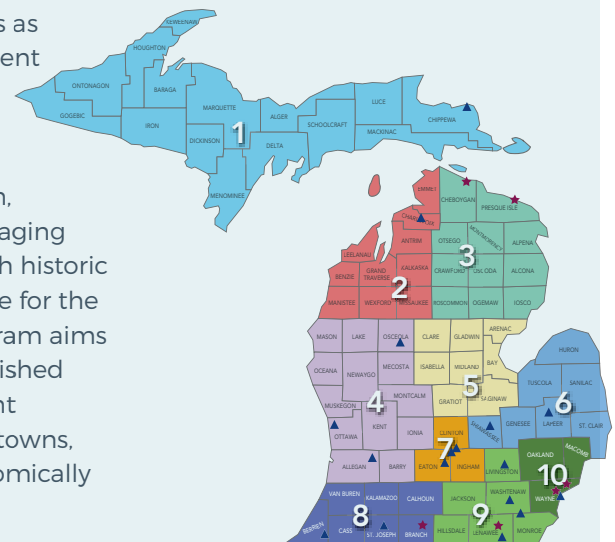 s as
ent
n,
aging
h historic
e for the
ram aims
ished
nt
towns,
omically
KEWEENAW
HOUGHTON
ONTONAGON
BARAGA
GOGEBIC
IRON
MARQUETTE
DICKINSON
1
MENOMINEE
ALGER
DELTA
SCHOOLCRAFT
LUCE
MACKINAC
CHIPPEWA
EMMET
CHEBOYGAN
PRESQUE ISLE
CHARLEVOIX
ANTRIM
OTSEGO
MONTMORENCY
ALPENA
3
LEELANAU
BENZIE
GRAND
TRAVERSE
KALKASKA
CRAWFORD
OSCODA
ALCONA
2
MANISTEE
WEXFORD
MISSAUKEE
ROSCOMMON
OGEMAW
IOSCO
MASON
LAKE
OSCEOLA
CLARE
GLADWIN
ARENAC
HURON
OCEANA
NEWAYGO
MECOSTA
ISABELLA
MIDLAND
BAY
5
TUSCOLA
SANILAC
MUSKEGON
MONTCALM
GRATIOT
SAGINAW
4
6
OTTAWA
KENT
IONIA
CLINTON
SHIAWASSEE
GENESEE
LAPEER
ST. CLAIR
7
ALLEGAN
BARRY
EATON
INGHAM
LIVINGSTON
OAKLAND
MACOMB
10
VAN BUREN
KALAMAZOO
CALHOUN
JACKSON
WASHTENAW
WAYNE
8
9
BERRIEN
CASS
ST. JOSEPH
BRANCH
HILLSDALE
LENAWEE
MONROE